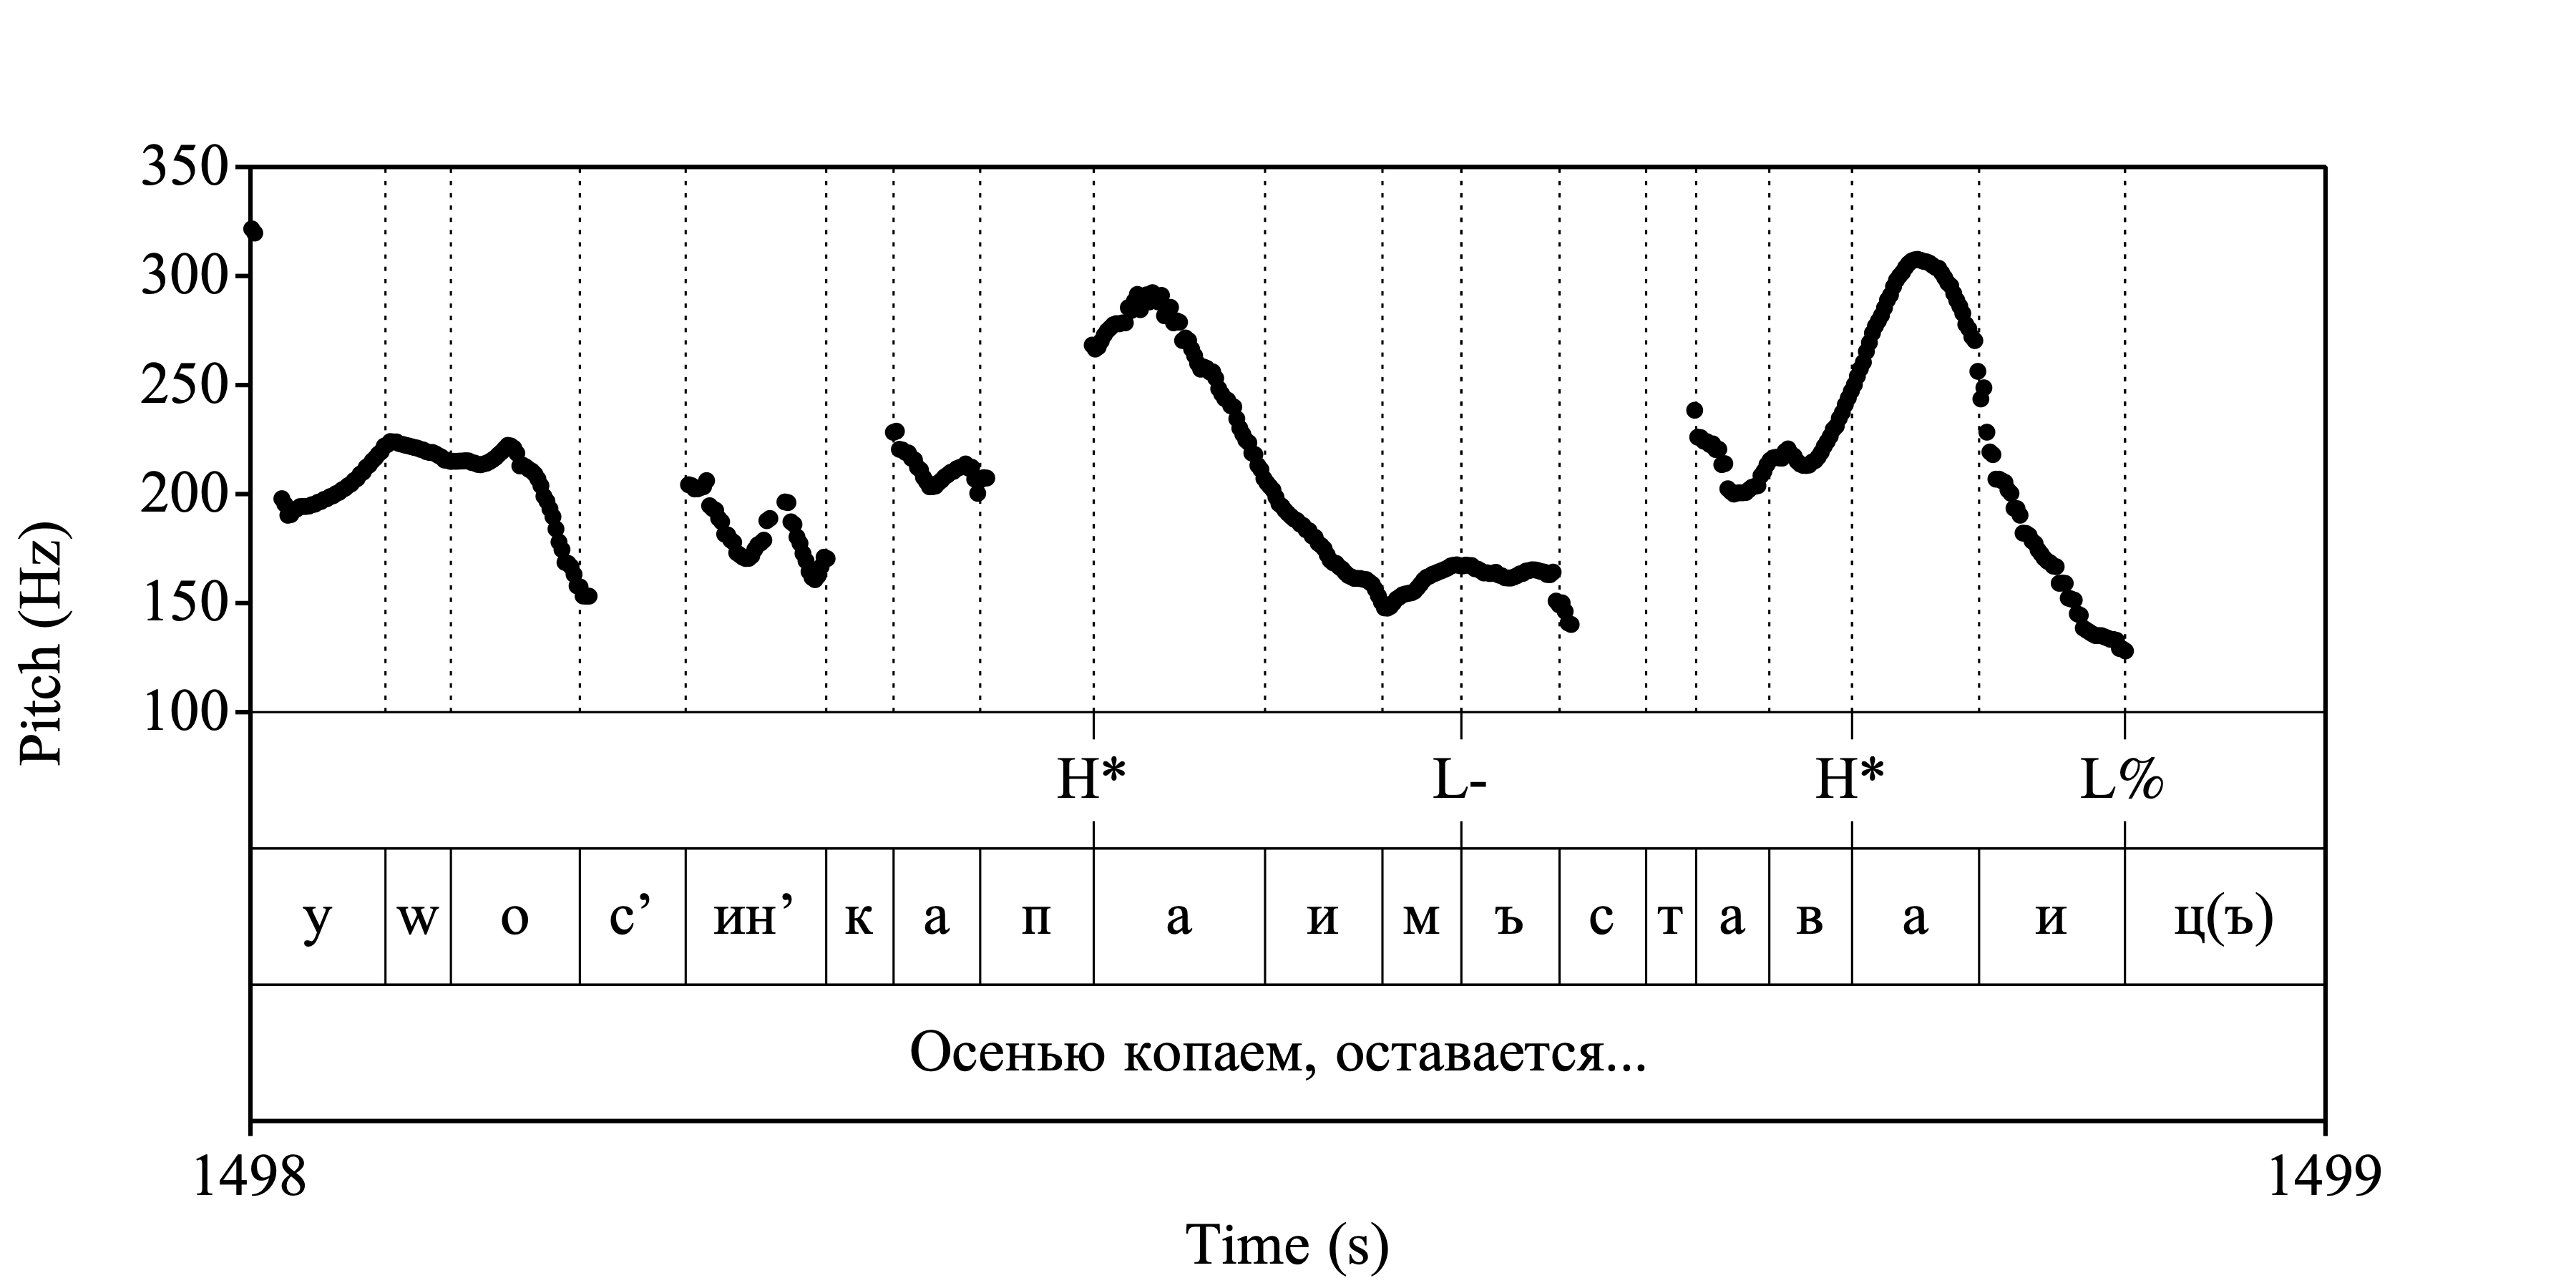 350
300
250
200
150
100
Pitch (Hz)
H* L- H* L%
у w о с’ ин’ к а п а и м ъ с т а в а и ц(ъ)
Осенью копаем, оставается...
1498 1499
Time (s)